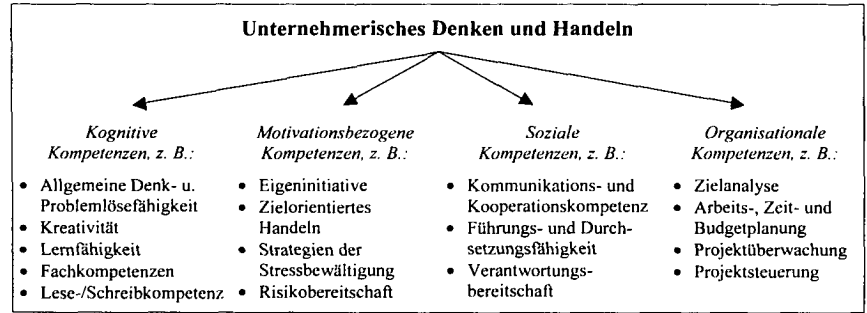 Unternehmerisches Denken und Handeln
Kognitive
Kompetenzen, z. B.:
• Allgemeine Denk- u.
Problemlösefähigkeit
• Kreativität
• Lernfähigkeit
• Fachkompetenzen
• Lese-/Schreibkompetenz
Motivationsbezogene
Kompetenzen, z. B.:
• Eigeninitiative
• Zielorientiertes
Handeln
• Strategien der
Stressbewältigung
• Risikobereitschaft
Soziale
Kompetenzen, z. B.:
• Kommunikations- und
Kooperationskompetenz
• Führungs- und Durch-
setzungsfähigkeit
• Verantwortungs-
bereitschaft
Organisationale
Kompetenzen, z. B.:
• Zielanalyse
• Arbeits-, Zeit- und
Budgetplanung
• Projektüberwachung
• Projektsteuerung